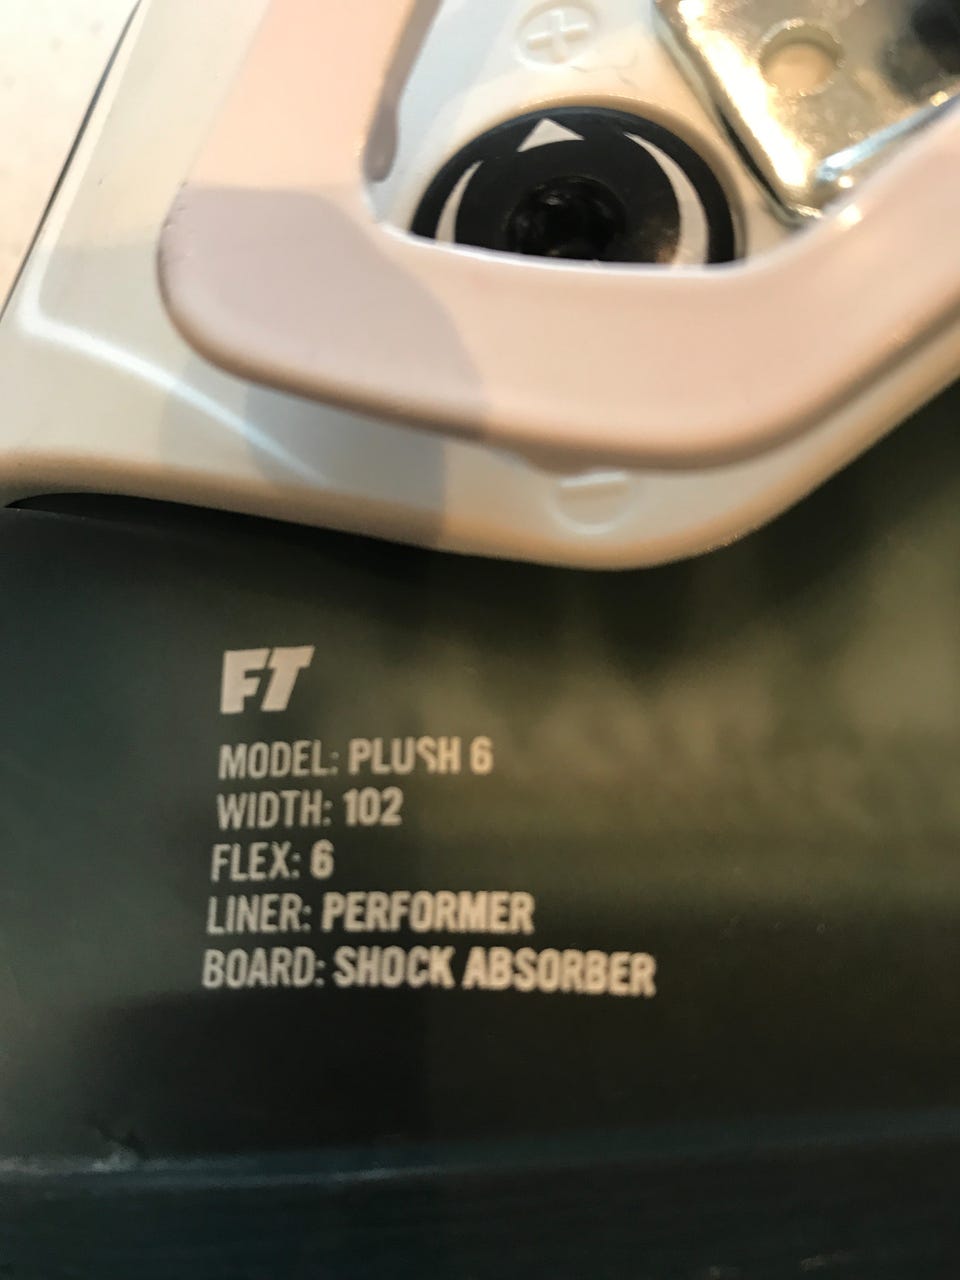 +
-
FT
MODEL: PLUSH 6
WIDTH: 102
FLEX: 6
LINER: PERFORMER
BOARD: SHOCK ABSORBER